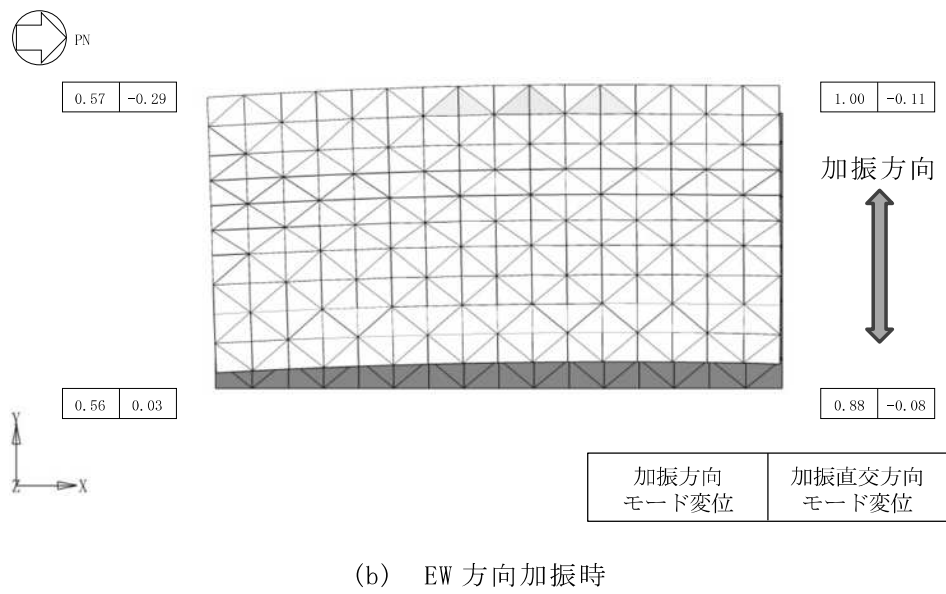 PN
0.57 -0.29
1.00 -0.11
加振方向
0.56 0.03
0.88 -0.08
Y
Z X
加振方向 加振直交方向
モード変位 モード変位
(b) EW 方向加振時